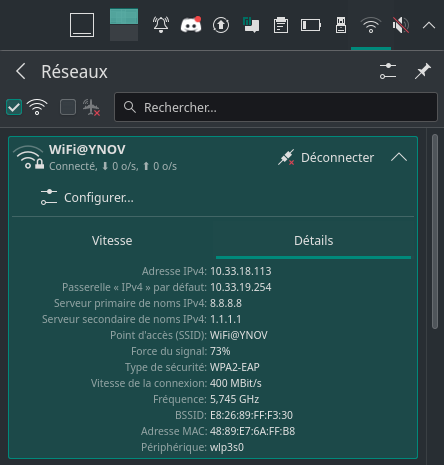 Réseaux
Rechercher...
WiFi@YNOV
Connecté, ⬇ 0 o/s, ⬆ 0 o/s
Déconnecter
Configurer...
Vitesse
Détails
Adresse IPv4: 10.33.18.113
Passerelle « IPv4 » par défaut: 10.33.19.254
Serveur primaire de noms IPv4: 8.8.8.8
Serveur secondaire de noms IPv4: 1.1.1.1
Point d'accès (SSID): WiFi@YNOV
Force du signal: 73%
Type de sécurité: WPA2-EAP
Vitesse de la connexion: 400 MBit/s
Fréquence: 5,745 GHz
BSSID: E8:26:89:FF:F3:30
Adresse MAC: 48:89:E7:6A:FF:B8
Périphérique: wlp3s0